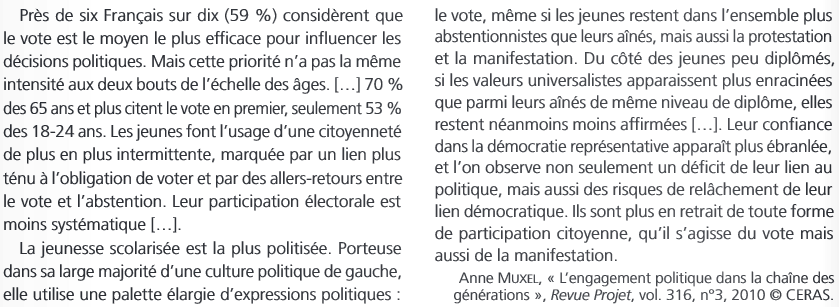 Près de six Français sur dix (59 %) considèrent que
le vote est le moyen le plus efficace pour influencer les
décisions politiques. Mais cette priorité n'a pas la même
intensité aux deux bouts de l'échelle des âges. […] 70 %
des 65 ans et plus citent le vote en premier, seulement 53 %
des 18-24 ans. Les jeunes font l'usage d'une citoyenneté
de plus en plus intermittente, marquée par un lien plus
ténu à l'obligation de voter et par des allers-retours entre
le vote et l'abstention. Leur participation électorale est
moins systématique […].
La jeunesse scolarisée est la plus politisée. Porteuse
dans sa large majorité d'une culture politique de gauche,
elle utilise une palette élargie d'expressions politiques :
le vote, même si les jeunes restent dans l'ensemble plus
abstentionnistes que leurs aînés, mais aussi la protestation
et la manifestation. Du côté des jeunes peu diplômés,
si les valeurs universalistes apparaissent plus enracinées
que parmi leurs aînés de même niveau de diplôme, elles
restent néanmoins moins affirmées […]. Leur confiance
dans la démocratie représentative apparaît plus ébranlée,
et l'on observe non seulement un déficit de leur lien au
politique, mais aussi des risques de relâchement de leur
lien démocratique. Ils sont plus en retrait de toute forme
de participation citoyenne, qu'il s'agisse du vote mais
aussi de la manifestation.
Anne MUXEL, « L'engagement politique dans la chaîne des
générations », Revue Projet, vol. 316, n°3, 2010 © CERAS.